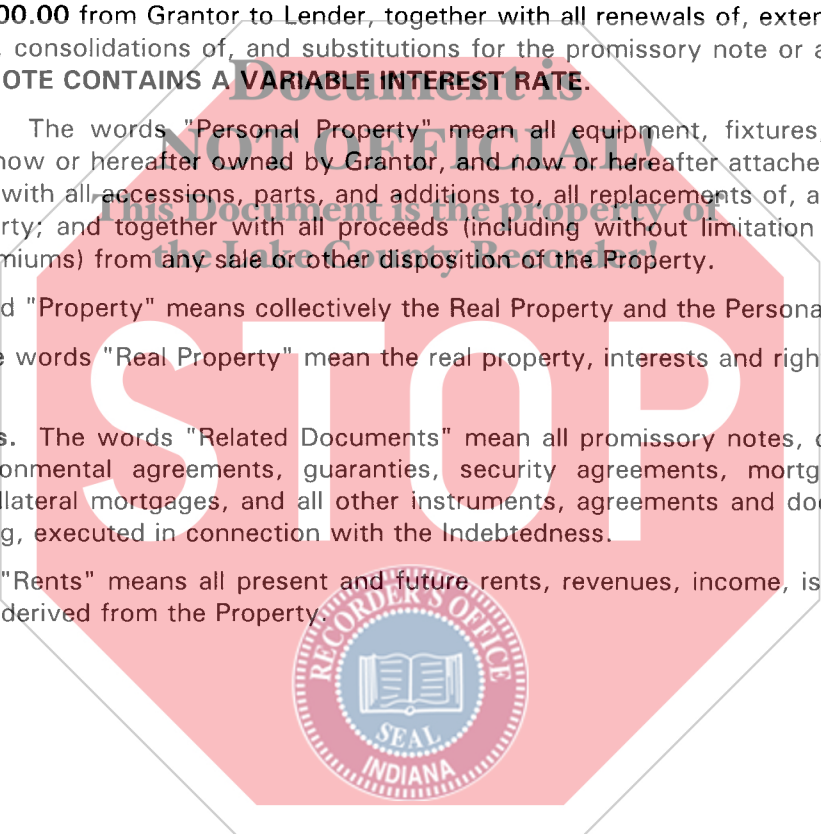 00.00 from Grantor to Lender, together with all renewals of, exter
, consolidations of, and substitutions for the promissory note or a
OTE CONTAINS A VARIABLE INTEREST RATE.
Document is
The words "Personal Property" mean all equipment, fixtures,
NOT OFFICIAL!
now or hereafter owned by Grantor, and now or hereafter attache
with all accessions, parts, and additions to, all replacements of, a
This Document is the property of
rty; and together with all proceeds (including without limitation
miums) from any sale or other disposition of the Property.
the Lake County Recorder!
d "Property" means collectively the Real Property and the Persona
e words "Real Property" mean the real property, interests and righ
STOP
s. The words "Related Documents" mean all promissory notes, c
onmental agreements, guaranties, security agreements, mortg
llateral mortgages, and all other instruments, agreements and doc
g, executed in connection with the Indebtedness.
"Rents" means all present and future rents, revenues, income, is
derived from the Property.
RECORDER'S OFFICE
SEAL
INDIANA